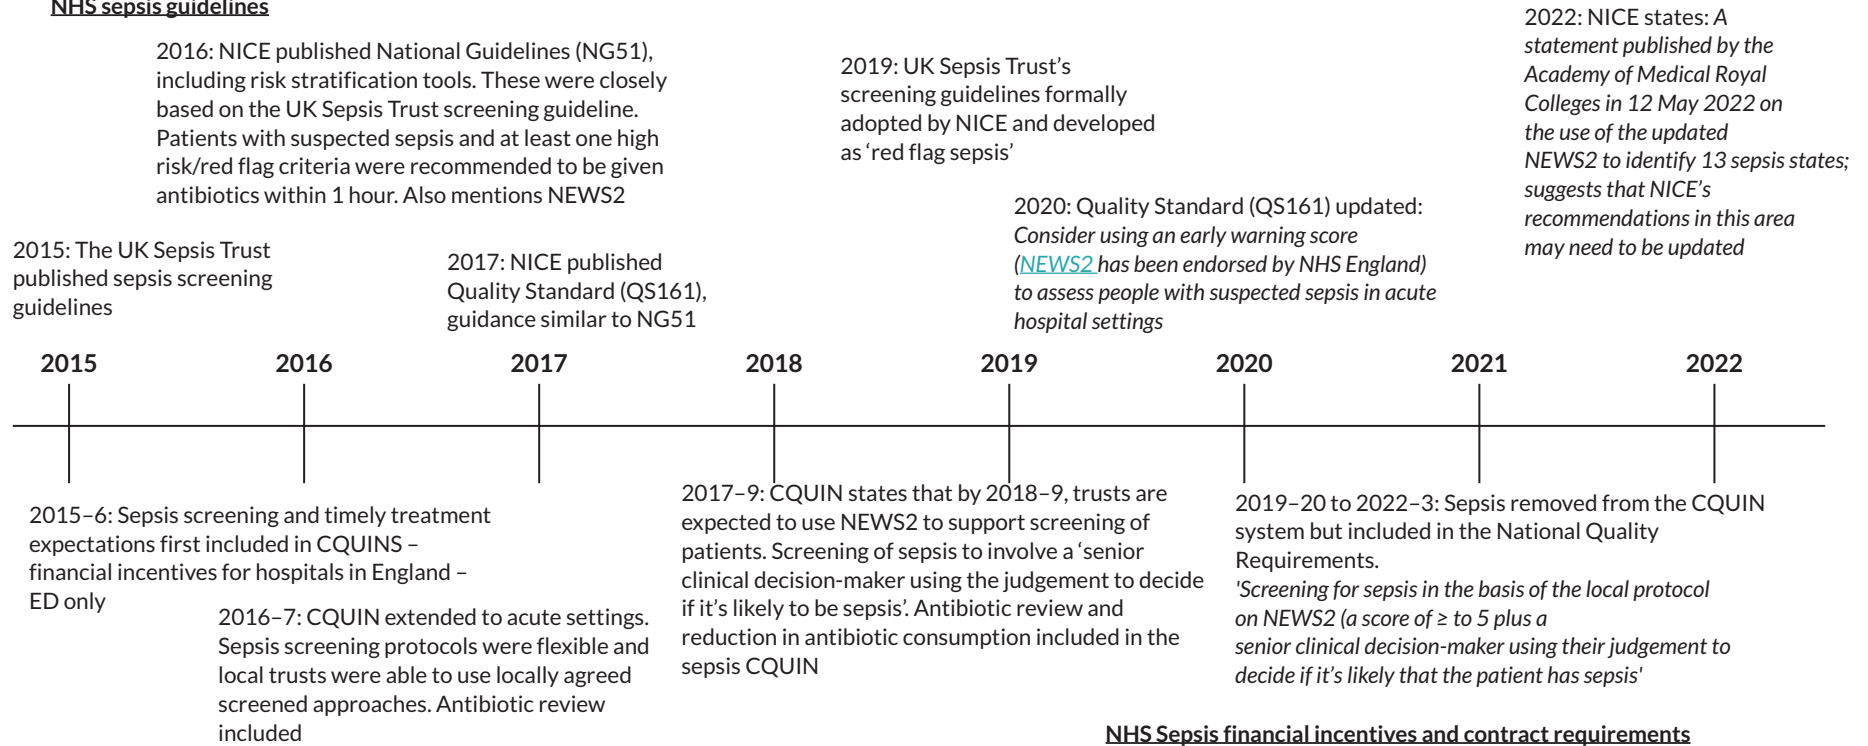 NHS sepsis guidelines
2016: NICE published National Guidelines (NG51),
including risk stratification tools. These were closely
based on the UK Sepsis Trust screening guideline.
Patients with suspected sepsis and at least one high
risk/red flag criteria were recommended to be given
antibiotics within 1 hour. Also mentions NEWS2
2019: UK Sepsis Trust’s
screening guidelines formally
adopted by NICE and developed
as ‘red flag sepsis’
2022: NICE states: A
statement published by the
Academy of Medical Royal
Colleges in 12 May 2022 on
the use of the updated
NEWS2 to identify 13 sepsis states;
suggests that NICE’s
recommendations in this area
may need to be updated
2015: The UK Sepsis Trust
published sepsis screening
guidelines
2017: NICE published
Quality Standard (QS161),
guidance similar to NG51
2020: Quality Standard (QS161) updated:
Consider using an early warning score
(NEWS2 has been endorsed by NHS England)
to assess people with suspected sepsis in acute
hospital settings
2015 2016 2017 2018 2019 2020 2021 2022
2015–6: Sepsis screening and timely treatment
expectations first included in CQUINS –
financial incentives for hospitals in England –
ED only
2016–7: CQUIN extended to acute settings.
Sepsis screening protocols were flexible and
local trusts were able to use locally agreed
screened approaches. Antibiotic review
included
2017–9: CQUIN states that by 2018–9, trusts are
expected to use NEWS2 to support screening of
patients. Screening of sepsis to involve a ‘senior
clinical decision-maker using the judgement to decide
if it’s likely to be sepsis’. Antibiotic review and
reduction in antibiotic consumption included in the
sepsis CQUIN
2019–20 to 2022–3: Sepsis removed from the CQUIN
system but included in the National Quality
Requirements.
'Screening for sepsis in the basis of the local protocol
on NEWS2 (a score of ≥ to 5 plus a
senior clinical decision-maker using their judgement to
decide if it’s likely that the patient has sepsis'
NHS Sepsis financial incentives and contract requirements